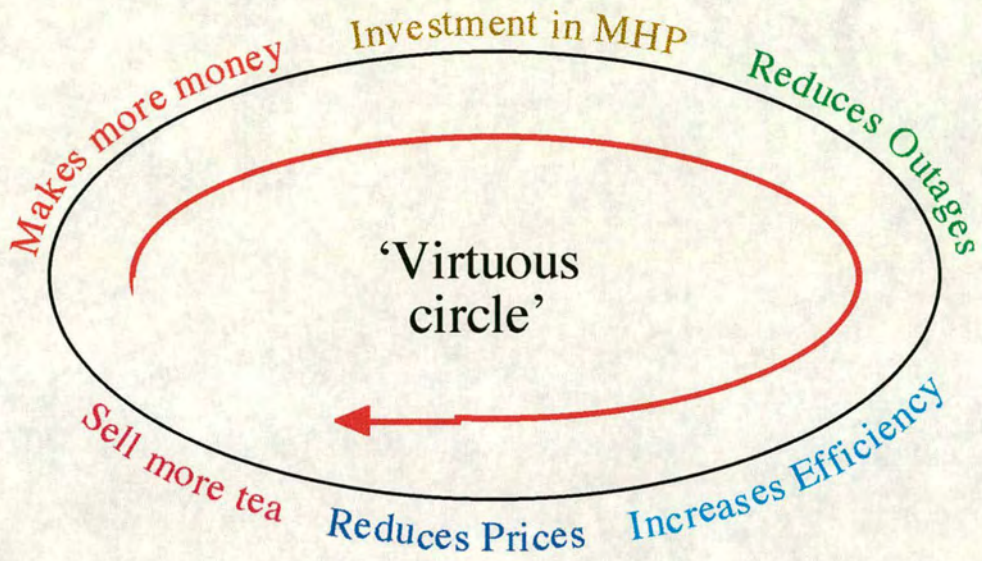 Investment in MHP
Reduces Outages
Increases Efficiency
Reduces Prices
Sell more tea
Makes more money
‘Virtuous
circle’